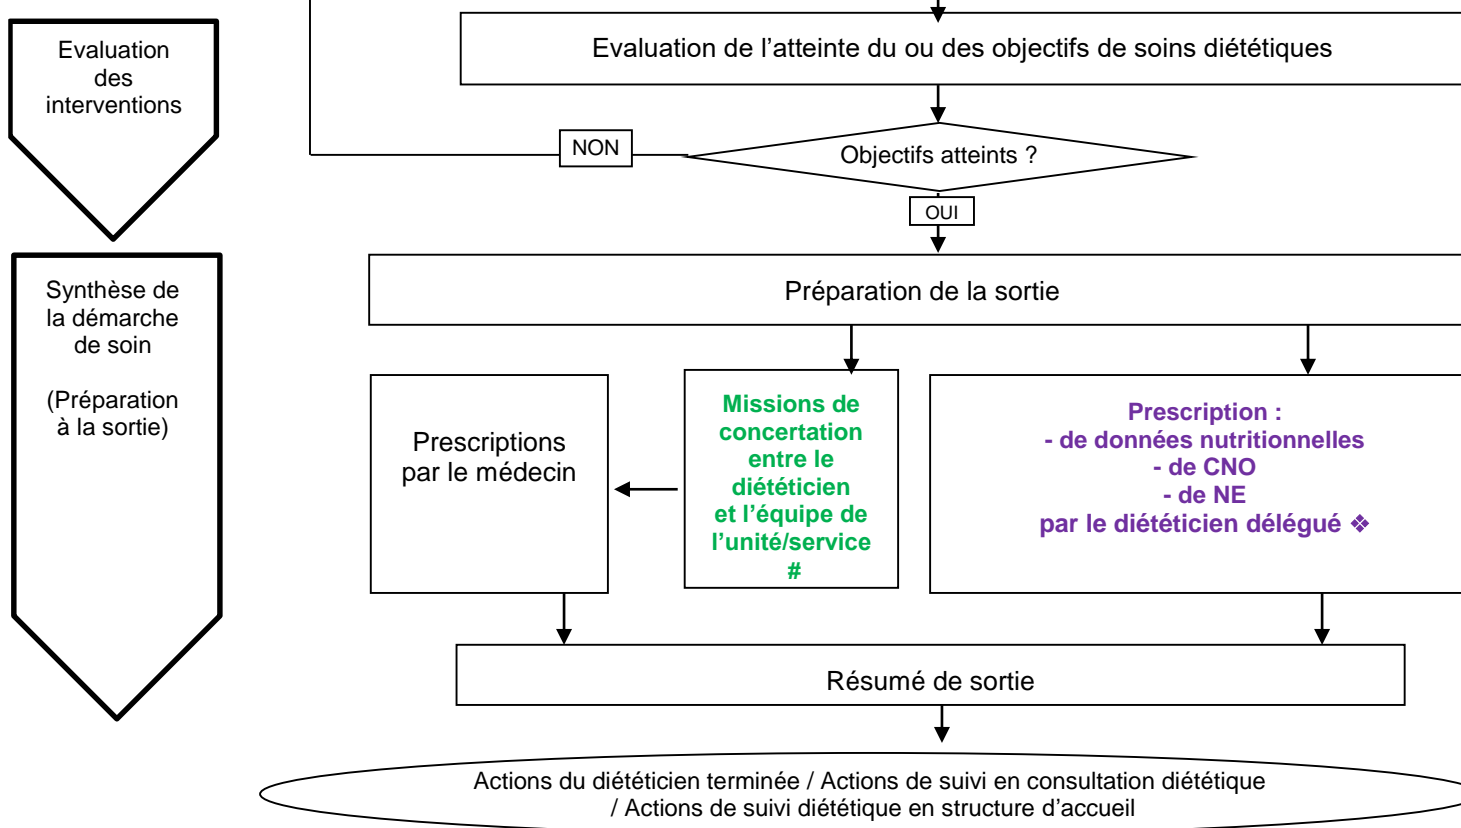 Evaluation
des
interventions
Evaluation de l’atteinte du ou des objectifs de soins diététiques
NON
Objectifs atteints ?
OUI
Synthèse de
la démarche
de soin
(Préparation
à la sortie)
Préparation de la sortie
Prescriptions
par le médecin
Missions de
concertation
entre le
diététicien
et l’équipe de
l’unité/service
#
Prescription :
- de données nutritionnelles
- de CNO
- de NE
par le diététicien délégué ❖
Résumé de sortie
Actions du diététicien terminée / Actions de suivi en consultation diététique
/ Actions de suivi diététique en structure d’accueil